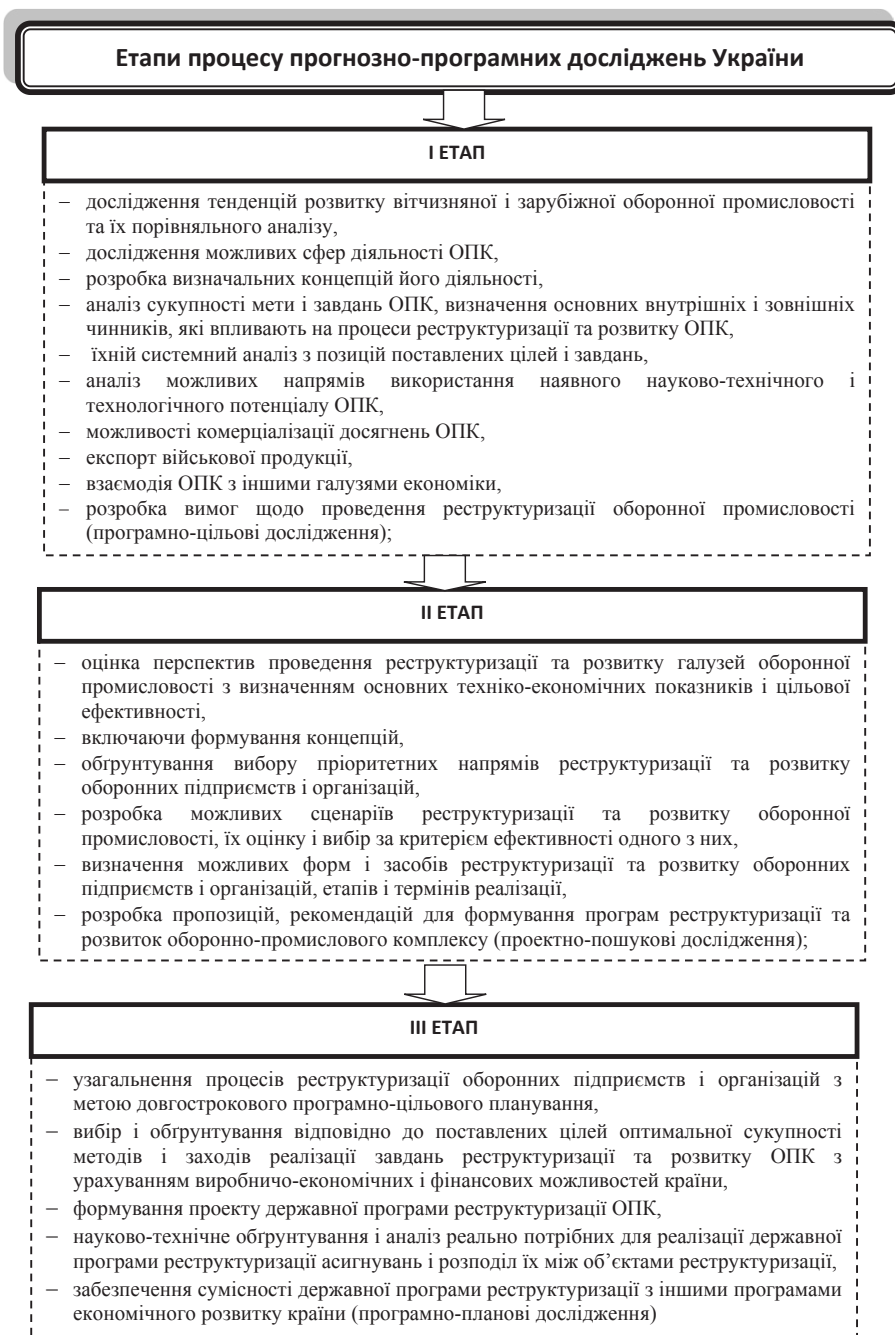 Етапи процесу прогнозно-програмних досліджень України
І ЕТАП
– дослідження тенденцій розвитку вітчизняної і зарубіжної оборонної промисловості
та їх порівняльного аналізу,
– дослідження можливих сфер діяльності ОПК,
– розробка визначальних концепцій його діяльності,
– аналіз сукупності мети і завдань ОПК, визначення основних внутрішніх і зовнішніх
чинників, які впливають на процеси реструктуризації та розвитку ОПК,
– їхній системний аналіз з позицій поставлених цілей і завдань,
– аналіз можливих напрямів використання наявного науково-технічного і
технологічного потенціалу ОПК,
– можливості комерціалізації досягнень ОПК,
– експорт військової продукції,
– взаємодія ОПК з іншими галузями економіки,
– розробка вимог щодо проведення реструктуризації оборонної промисловості
(програмно-цільові дослідження);
ІІ ЕТАП
– оцінка перспектив проведення реструктуризації та розвитку галузей оборонної
промисловості з визначенням основних техніко-економічних показників і цільової
ефективності,
– включаючи формування концепцій,
– обґрунтування вибору пріоритетних напрямів реструктуризації та розвитку
оборонних підприємств і організацій,
– розробка можливих сценаріїв реструктуризації та розвитку оборонної
промисловості, їх оцінку і вибір за критерієм ефективності одного з них,
– визначення можливих форм і засобів реструктуризації та розвитку оборонних
підприємств і організацій, етапів і термінів реалізації,
– розробка пропозицій, рекомендацій для формування програм реструктуризації та
розвиток оборонно-промислового комплексу (проектно-пошукові дослідження);
ІІІ ЕТАП
– узагальнення процесів реструктуризації оборонних підприємств і організацій з
метою довгострокового програмно-цільового планування,
– вибір і обґрунтування відповідно до поставлених цілей оптимальної сукупності
методів і заходів реалізації завдань реструктуризації та розвитку ОПК з
урахуванням виробничо-економічних і фінансових можливостей країни,
– формування проекту державної програми реструктуризації ОПК,
– науково-технічне обґрунтування і аналіз реально потрібних для реалізації державної
програми реструктуризації асигнувань і розподіл їх між об’єктами реструктуризації,
– забезпечення сумісності державної програми реструктуризації з іншими програмами
економічного розвитку країни (програмно-планові дослідження)